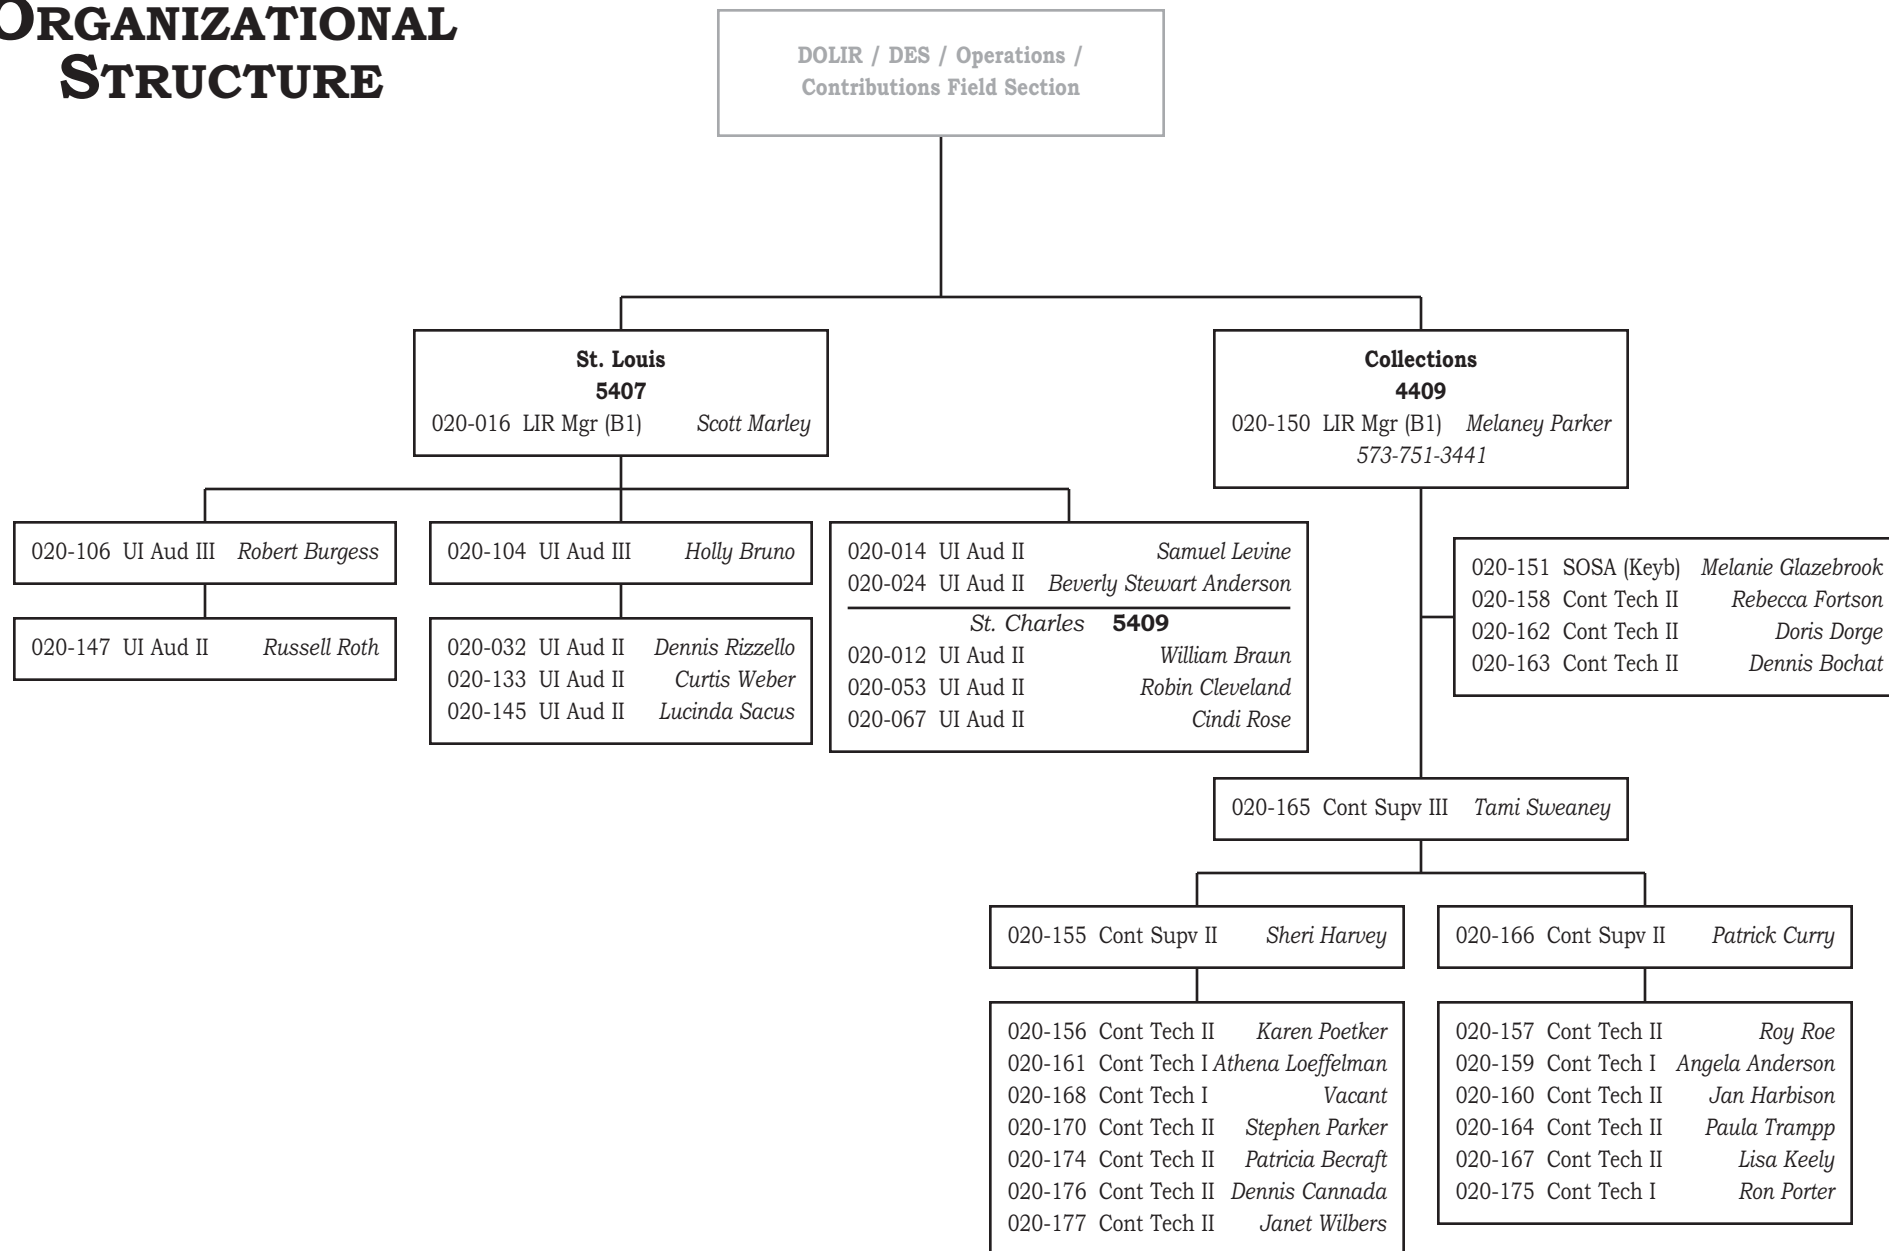 ORGANIZATIONAL
STRUCTURE
DOLIR / DES / Operations /
Contributions Field Section
St. Louis
5407
020-016 LIR Mgr (B1) Scott Marley
Collections
4409
020-150 LIR Mgr (B1) Melaney Parker
573-751-3441
020-106 UI Aud III Robert Burgess
020-147 UI Aud II Russell Roth
020-104 UI Aud III Holly Bruno
020-032 UI Aud II Dennis Rizzello
020-133 UI Aud II Curtis Weber
020-145 UI Aud II Lucinda Sacus
020-014 UI Aud II Samuel Levine
020-024 UI Aud II Beverly Stewart Anderson
St. Charles 5409
020-012 UI Aud II William Braun
020-053 UI Aud II Robin Cleveland
020-067 UI Aud II Cindi Rose
020-151 SOSA (Keyb) Melanie Glazebrook
020-158 Cont Tech II Rebecca Fortson
020-162 Cont Tech II Doris Dorge
020-163 Cont Tech II Dennis Bochat
020-165 Cont Supv III Tami Sweaney
020-155 Cont Supv II Sheri Harvey
020-156 Cont Tech II Karen Poetker
020-161 Cont Tech I Athena Loeffelman
020-168 Cont Tech I Vacant
020-170 Cont Tech II Stephen Parker
020-174 Cont Tech II Patricia Becraft
020-176 Cont Tech II Dennis Cannada
020-177 Cont Tech II Janet Wilbers
020-166 Cont Supv II Patrick Curry
020-157 Cont Tech II Roy Roe
020-159 Cont Tech I Angela Anderson
020-160 Cont Tech II Jan Harbison
020-164 Cont Tech II Paula Trampp
020-167 Cont Tech II Lisa Keely
020-175 Cont Tech I Ron Porter